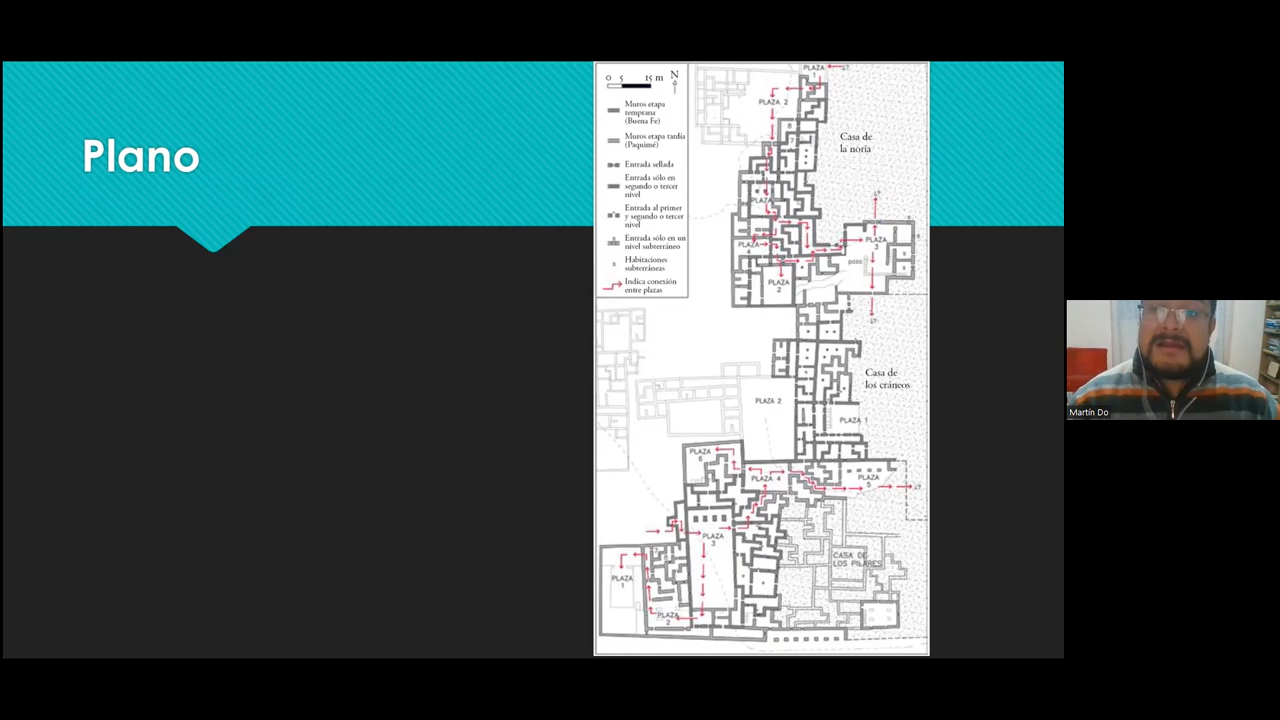 Plano
0 5 15 m N
Muros etapa
temprana
(Buena Fe)
Muros etapa tardía
(Paquimé)
Entrada sellada
Entrada sólo en
segundo o tercer
nivel
Entrada al primer
y segundo o tercer
nivel
Entrada sólo en un
nivel subterráneo
Habitaciones
subterráneas
Indica conexión
entre plazas
PLAZA
1
PLAZA 2
Casa de
la noria
PLAZA
PLAZA
4
PLAZA
3
pozo
PLAZA
2
Casa de
los cráneos
PLAZA 2
PLAZA 1
PLAZA
6
PLAZA 4
PLAZA
5
PLAZA
3
CASA DE
LOS PILARES
PLAZA
1
PLAZA
2
Martín Do